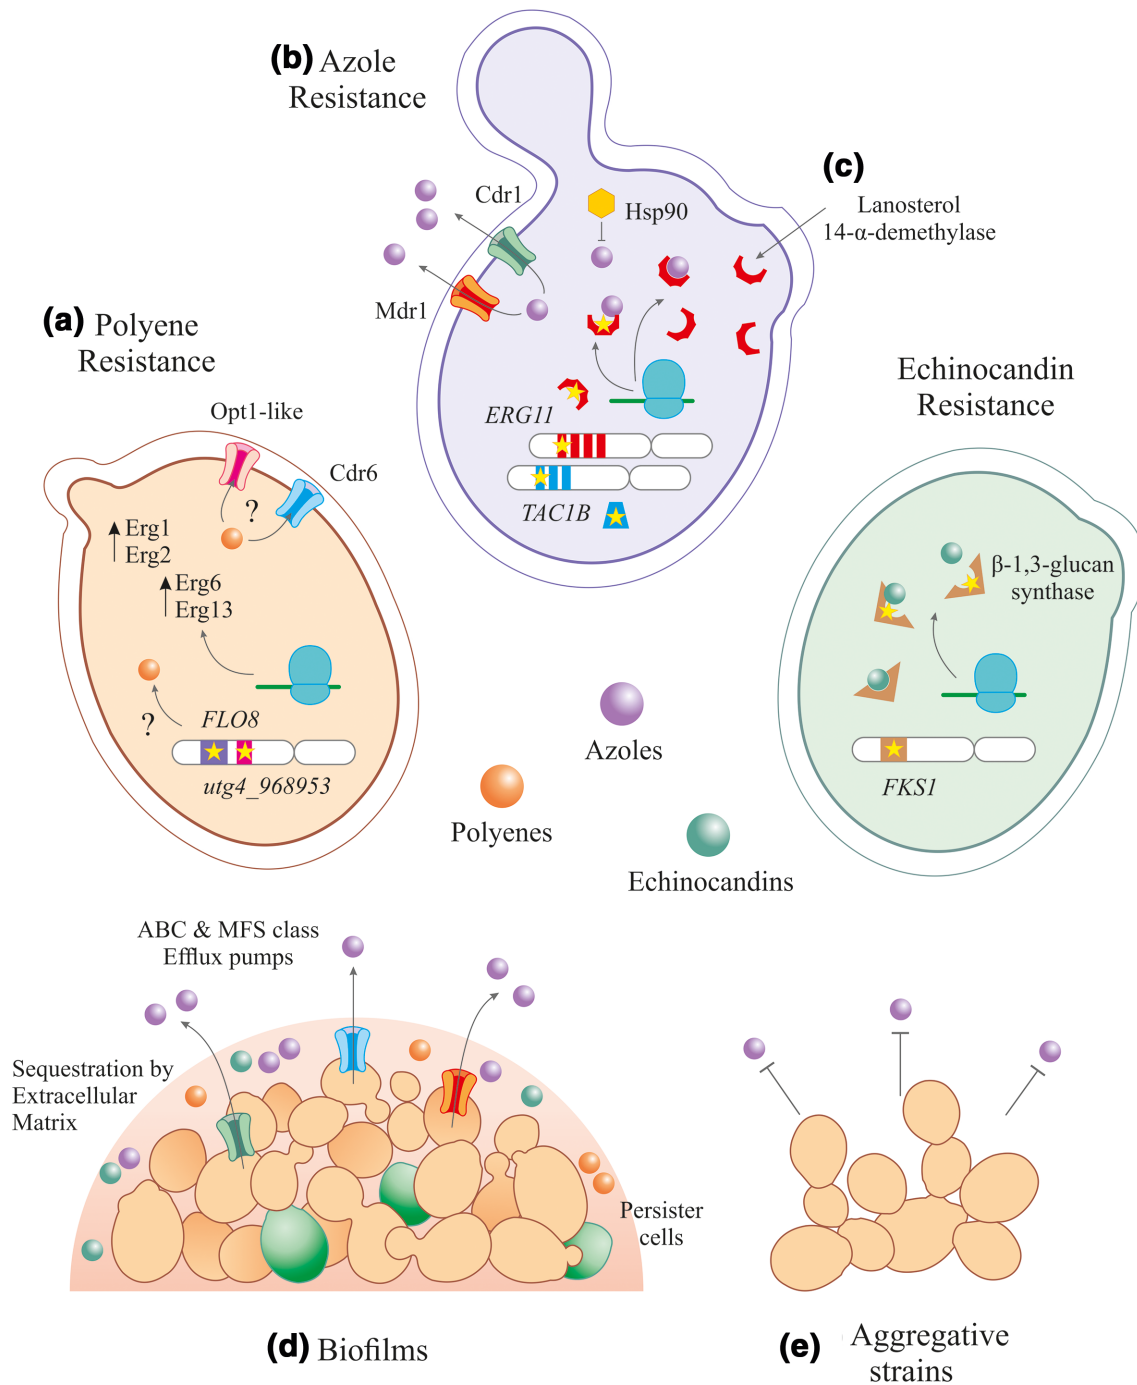 (b) Azole
Resistance
(c)
Lanosterol
14-α-demethylase
Cdr1
Hsp90
Mdr1
(a) Polyene
Resistance
Echinocandin
Resistance
Opt1-like
Cdr6
?
Erg1
Erg2
Erg6
Erg13
ERG11
TAC1B
β-1,3-glucan
synthase
?
FLO8
utg4_968953
FKS1
Azoles
Polyenes
Echinocandins
ABC & MFS class
Efflux pumps
Sequestration by
Extracellular
Matrix
Persister
cells
(d) Biofilms
(e) Aggregative
strains